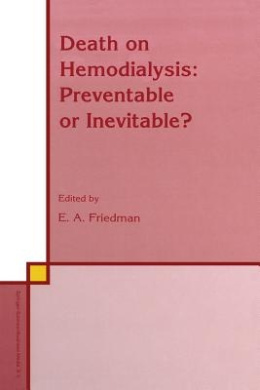 Death on
Hemodialysis:
Preventable
or Inevitable?
Edited by
E. A. Friedman